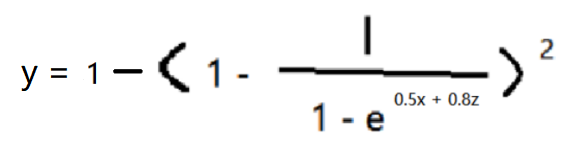 y = 1 - (1 - 1 / (1 - e^(0.5x + 0.8z)))^2